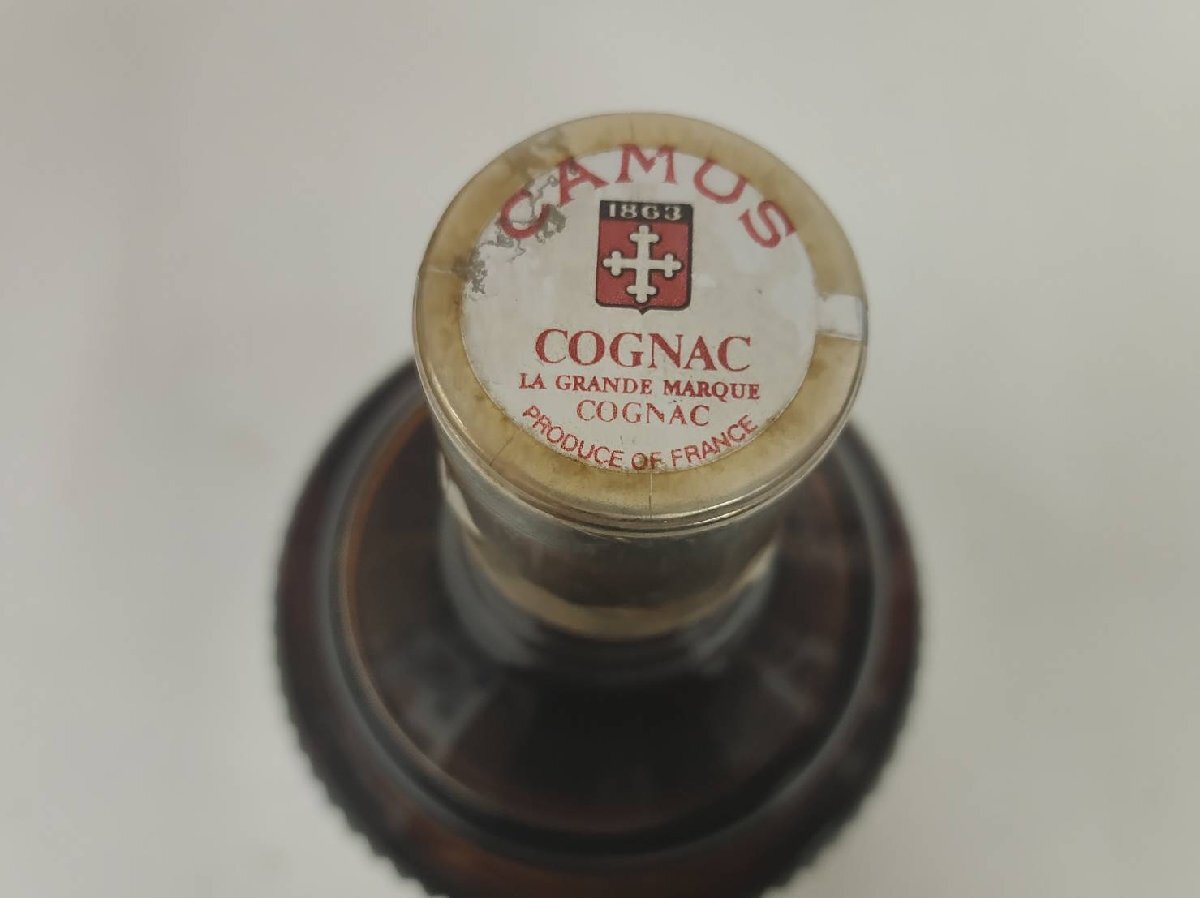 CAMUS
1863
COGNAC
LA GRANDE MARQUE
COGNAC
PRODUCE OF FRANCE